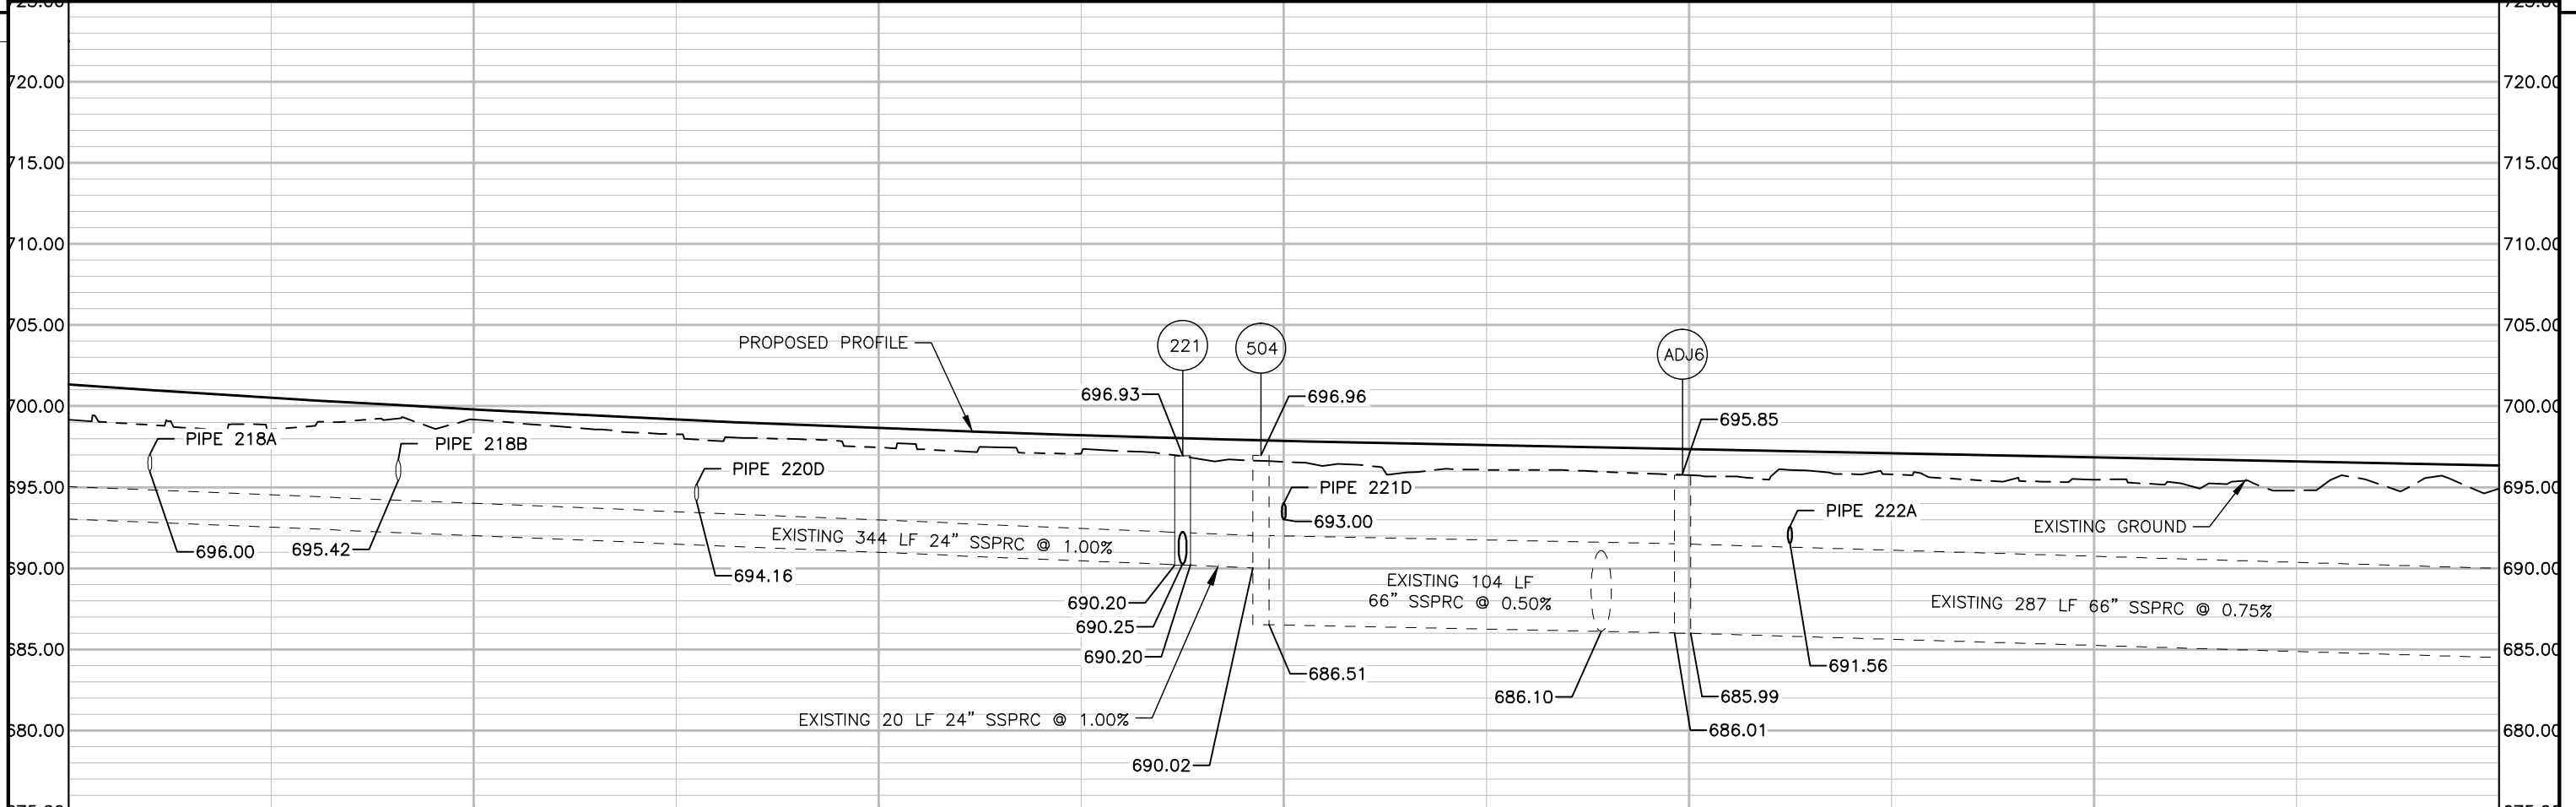 720.00
720.00
715.00
715.00
710.00
710.00
705.00
705.00
PROPOSED PROFILE
221
504
ADJ6
696.93
696.96
695.85
700.00
700.00
PIPE 218A
PIPE 218B
PIPE 220D
PIPE 221D
693.00
PIPE 222A
EXISTING GROUND
695.00
695.00
696.00
695.42
694.16
EXISTING 344 LF 24" SSPRC @ 1.00%
690.00
690.00
EXISTING 104 LF
66" SSPRC @ 0.50%
EXISTING 287 LF 66" SSPRC @ 0.75%
690.20
690.25
690.20
685.00
685.00
686.51
691.56
686.10
685.99
686.01
EXISTING 20 LF 24" SSPRC @ 1.00%
680.00
680.00
690.02